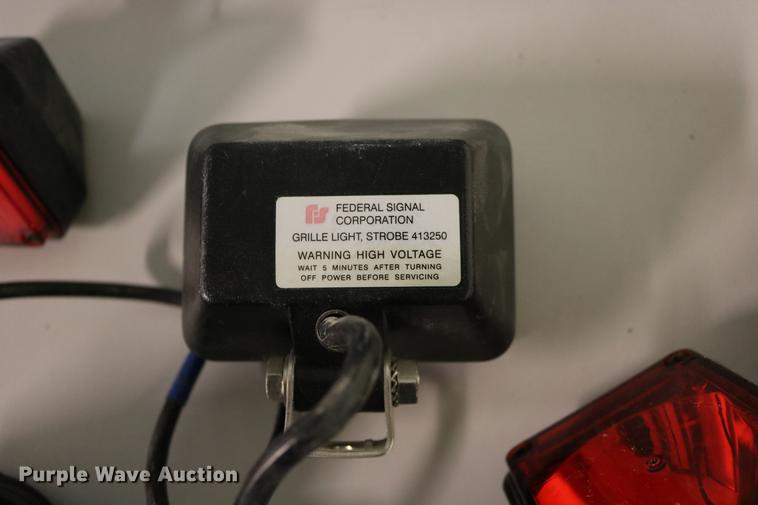 FS FEDERAL SIGNAL
CORPORATION
GRILLE LIGHT, STROBE 413250
WARNING HIGH VOLTAGE
WAIT 5 MINUTES AFTER TURNING
OFF POWER BEFORE SERVICING
Purple Wave Auction